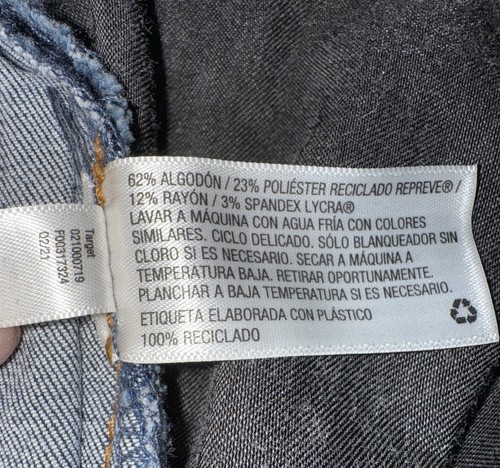 62% ALGODÓN / 23% POLIÉSTER RECICLADO REPREVE® /
12% RAYÓN / 3% SPANDEX LYCRA®
LAVAR A MÁQUINA CON AGUA FRÍA CON COLORES
SIMILARES. CICLO DELICADO. SÓLO BLANQUEADOR SIN
CLORO SI ES NECESARIO. SECAR A MÁQUINA A
TEMPERATURA BAJA. RETIRAR OPORTUNAMENTE.
PLANCHAR A BAJA TEMPERATURA SI ES NECESARIO.
ETIQUETA ELABORADA CON PLÁSTICO
100% RECICLADO
Target
021000719
F00317324
02/21